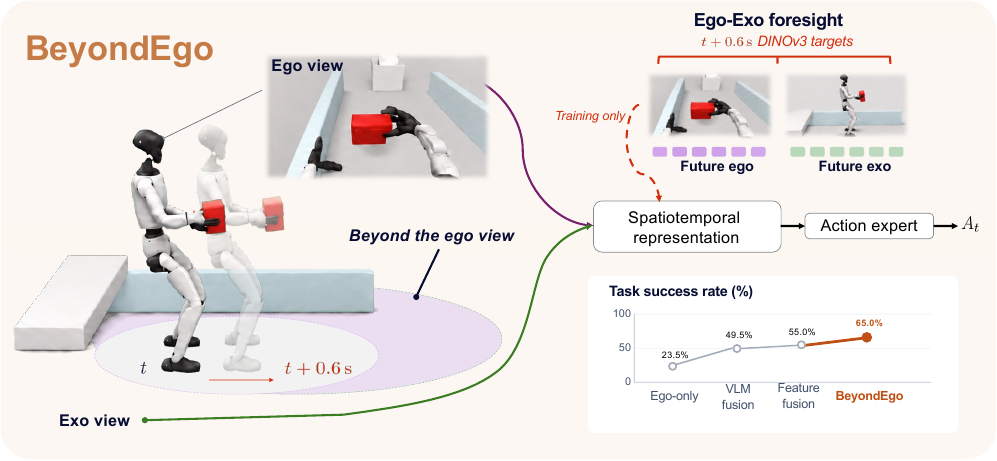 BeyondEgo
Ego view
Ego-Exo foresight
t + 0.6 s DINOv3 targets
Training only
Future ego
Future exo
Beyond the ego view
Spatiotemporal
representation
Action expert
A_t
t
t + 0.6 s
Exo view
Task success rate (%)
100
50
0
23.5%
49.5%
55.0%
65.0%
Ego-only
VLM
fusion
Feature
fusion
BeyondEgo